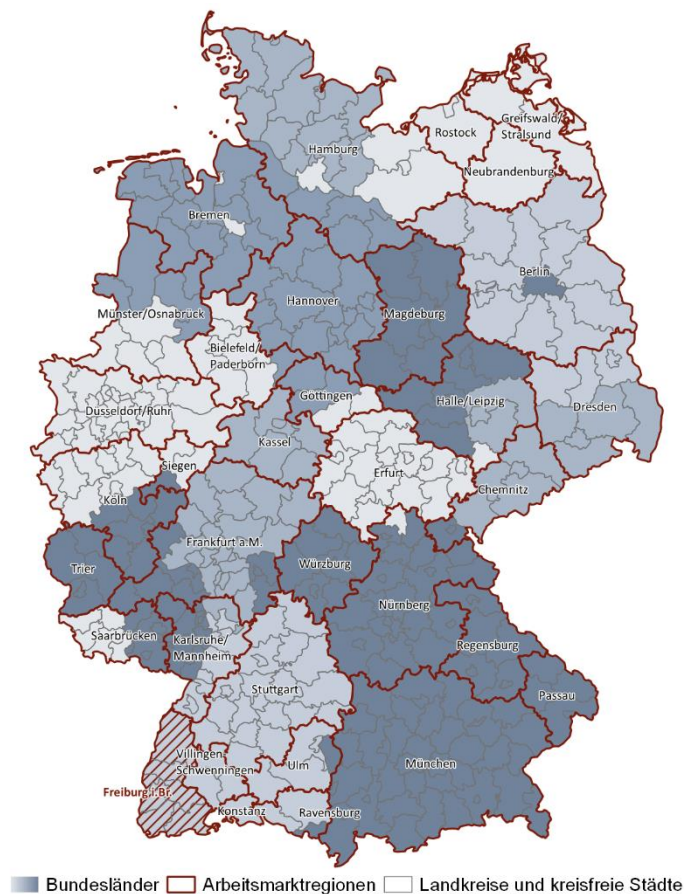 Greifswald/
Stralsund
Rostock
Hamburg
Neubrandenburg
Bremen
Berlin
Hannover
Münster/Osnabrück
Magdeburg
Bielefeld/
Paderborn
Göttingen
Halle/Leipzig
Düsseldorf/Ruhr
Dresden
Kassel
Siegen
Erfurt
Köln
Chemnitz
Frankfurt a.M.
Trier
Würzburg
Nürnberg
Saarbrücken
Karlsruhe/
Mannheim
Regensburg
Stuttgart
Passau
Villingen
Schwenningen
Ulm
München
Freiburg i.Br.
Konstanz
Ravensburg
Bundesländer Arbeitsmarktregionen Landkreise und kreisfreie Städte